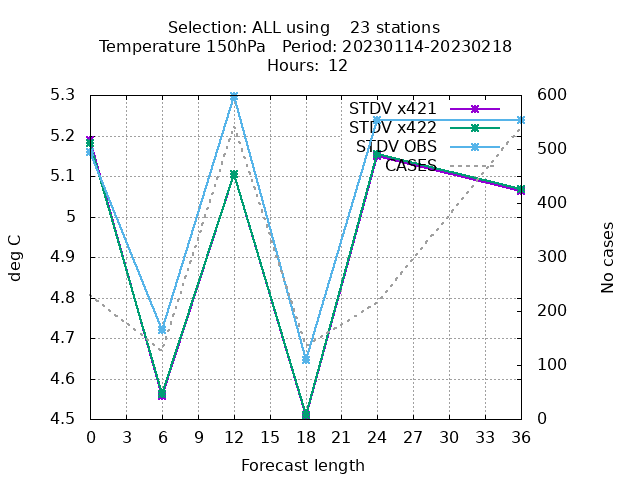 Selection: ALL using 23 stations
Temperature 150hPa Period: 20230114-20230218
Hours: 12
STDV x421
STDV x422
STDV OBS
CASES
deg C
5.3
5.2
5.1
5
4.9
4.8
4.7
4.6
4.5
600
500
400
300
200
100
0
No cases
0 3 6 9 12 15 18 21 24 27 30 33 36
Forecast length